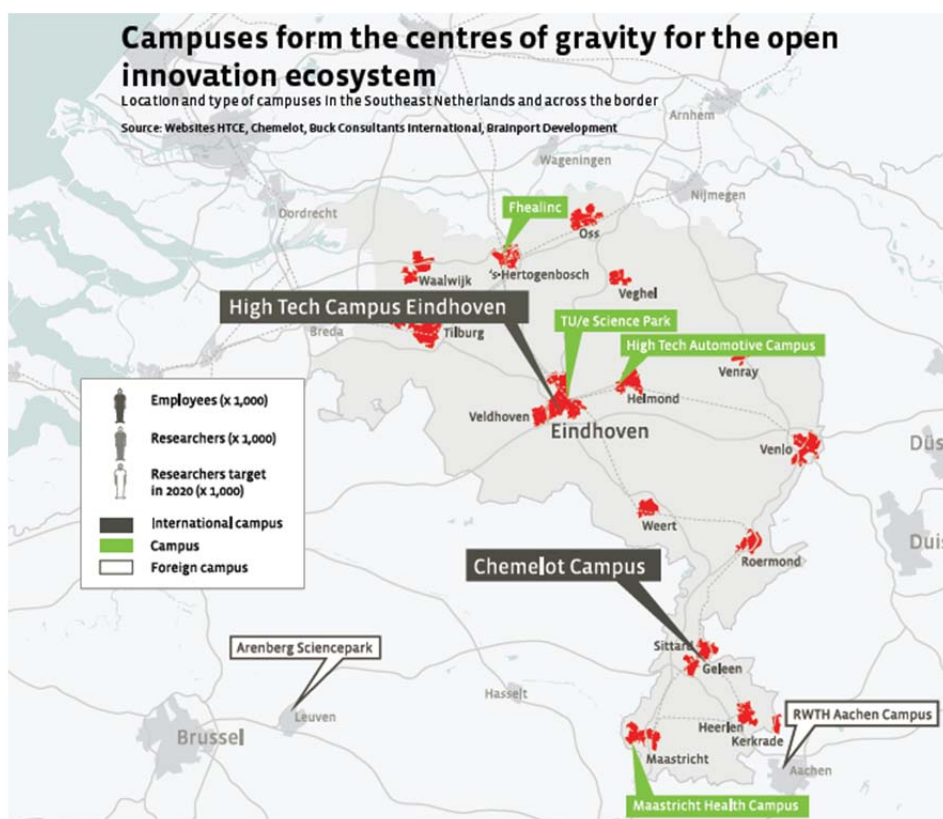 Campuses form the centres of gravity for the open
innovation ecosystem
Location and type of campuses in the Southeast Netherlands and across the border
Source: Websites HTCE, Chemelot, Buck Consultants International, Brainport Development
Arnhem
Wageningen
Nijmegen
Dordrecht
Fhealinc
Oss
's-Hertogenbosch
Waalwijk
Veghel
High Tech Campus Eindhoven
TU/e Science Park
Breda
Tilburg
High Tech Automotive Campus
Venray
Helmond
Veldhoven
Eindhoven
Venlo
Düs
Employees (x 1,000)
Researchers (x 1,000)
Researchers target
in 2020 (x 1,000)
International campus
Campus
Foreign campus
Weert
Duis
Roermond
Chemelot Campus
Arenberg Sciencepark
Sittard
Geleen
Hasselt
Leuven
Brussel
Heerlen
Kerkrade
RWTH Aachen Campus
Maastricht
Aachen
Maastricht Health Campus